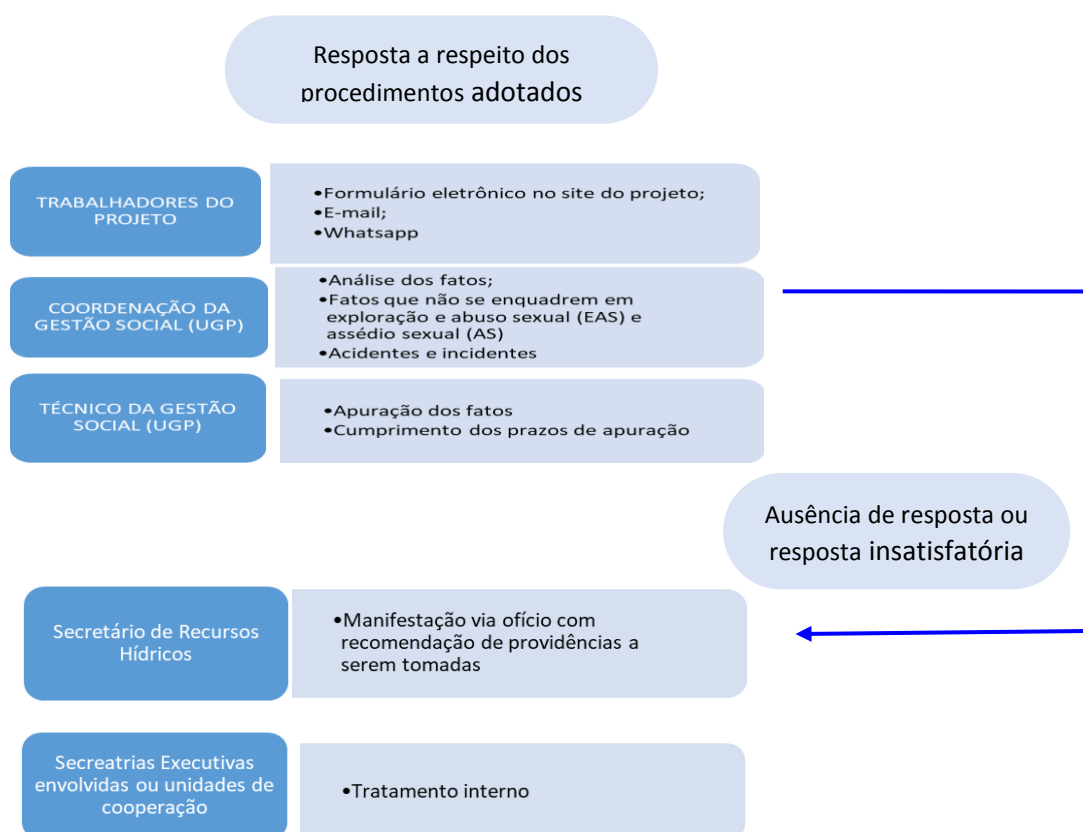 Resposta a respeito dos
procedimentos adotados
TRABALHADORES DO
PROJETO
•Formulário eletrônico no site do projeto;
•E-mail;
•Whatsapp
COORDENAÇÃO DA
GESTÃO SOCIAL (UGP)
•Análise dos fatos;
•Fatos que não se enquadrem em
exploração e abuso sexual (EAS) e
assédio sexual (AS)
•Acidentes e incidentes
TÉCNICO DA GESTÃO
SOCIAL (UGP)
•Apuração dos fatos
•Cumprimento dos prazos de apuração
Ausência de resposta ou
resposta insatisfatória
Secretário de Recursos
Hídricos
•Manifestação via ofício com
recomendação de providências a
serem tomadas
Secreatrias Executivas
envolvidas ou unidades de
cooperação
•Tratamento interno